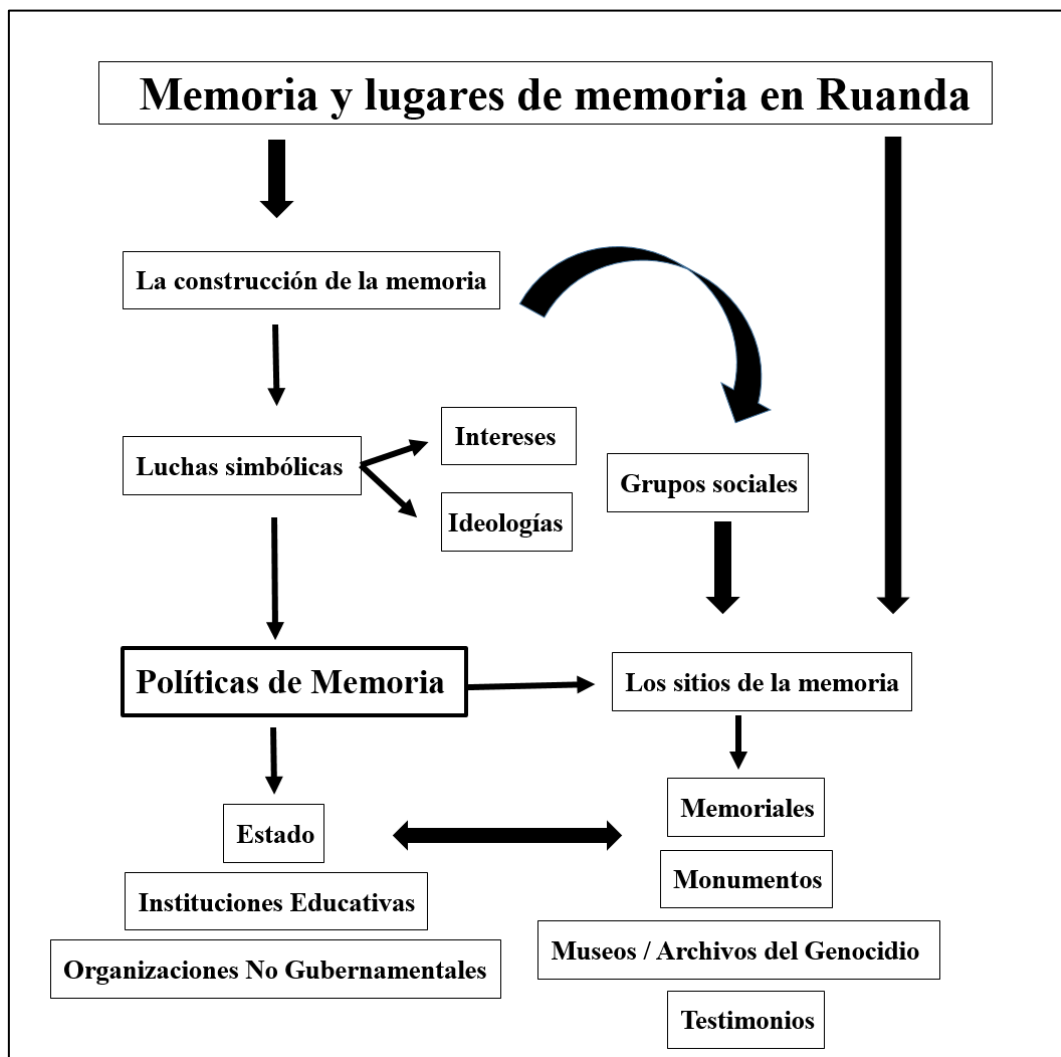 Memoria y lugares de memoria en Ruanda
La construcción de la memoria
Luchas simbólicas
Intereses
Ideologías
Grupos sociales
Políticas de Memoria
Los sitios de la memoria
Estado
Instituciones Educativas
Organizaciones No Gubernamentales
Memoriales
Monumentos
Museos / Archivos del Genocidio
Testimonios